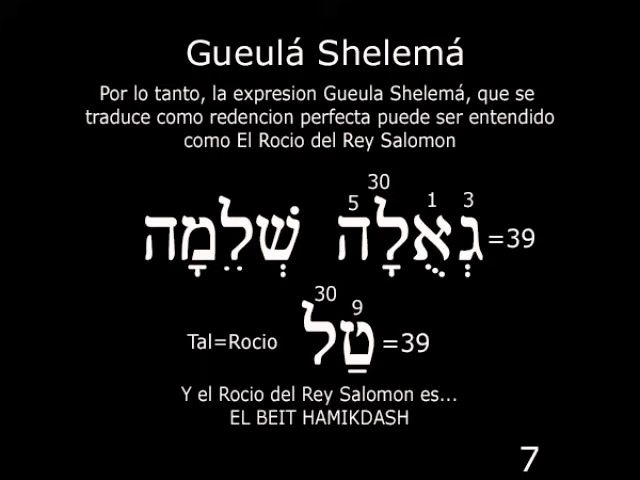 Gueulá Shelemá
Por lo tanto, la expresion Gueula Shelemá, que se
traduce como redencion perfecta puede ser entendido
como El Rocio del Rey Salomon
5 30 1 3
גְאֻלָה שְׁלֵמָה =39
30 9
Tal=Rocio טַל =39
Y el Rocio del Rey Salomon es...
EL BEIT HAMIKDASH
7